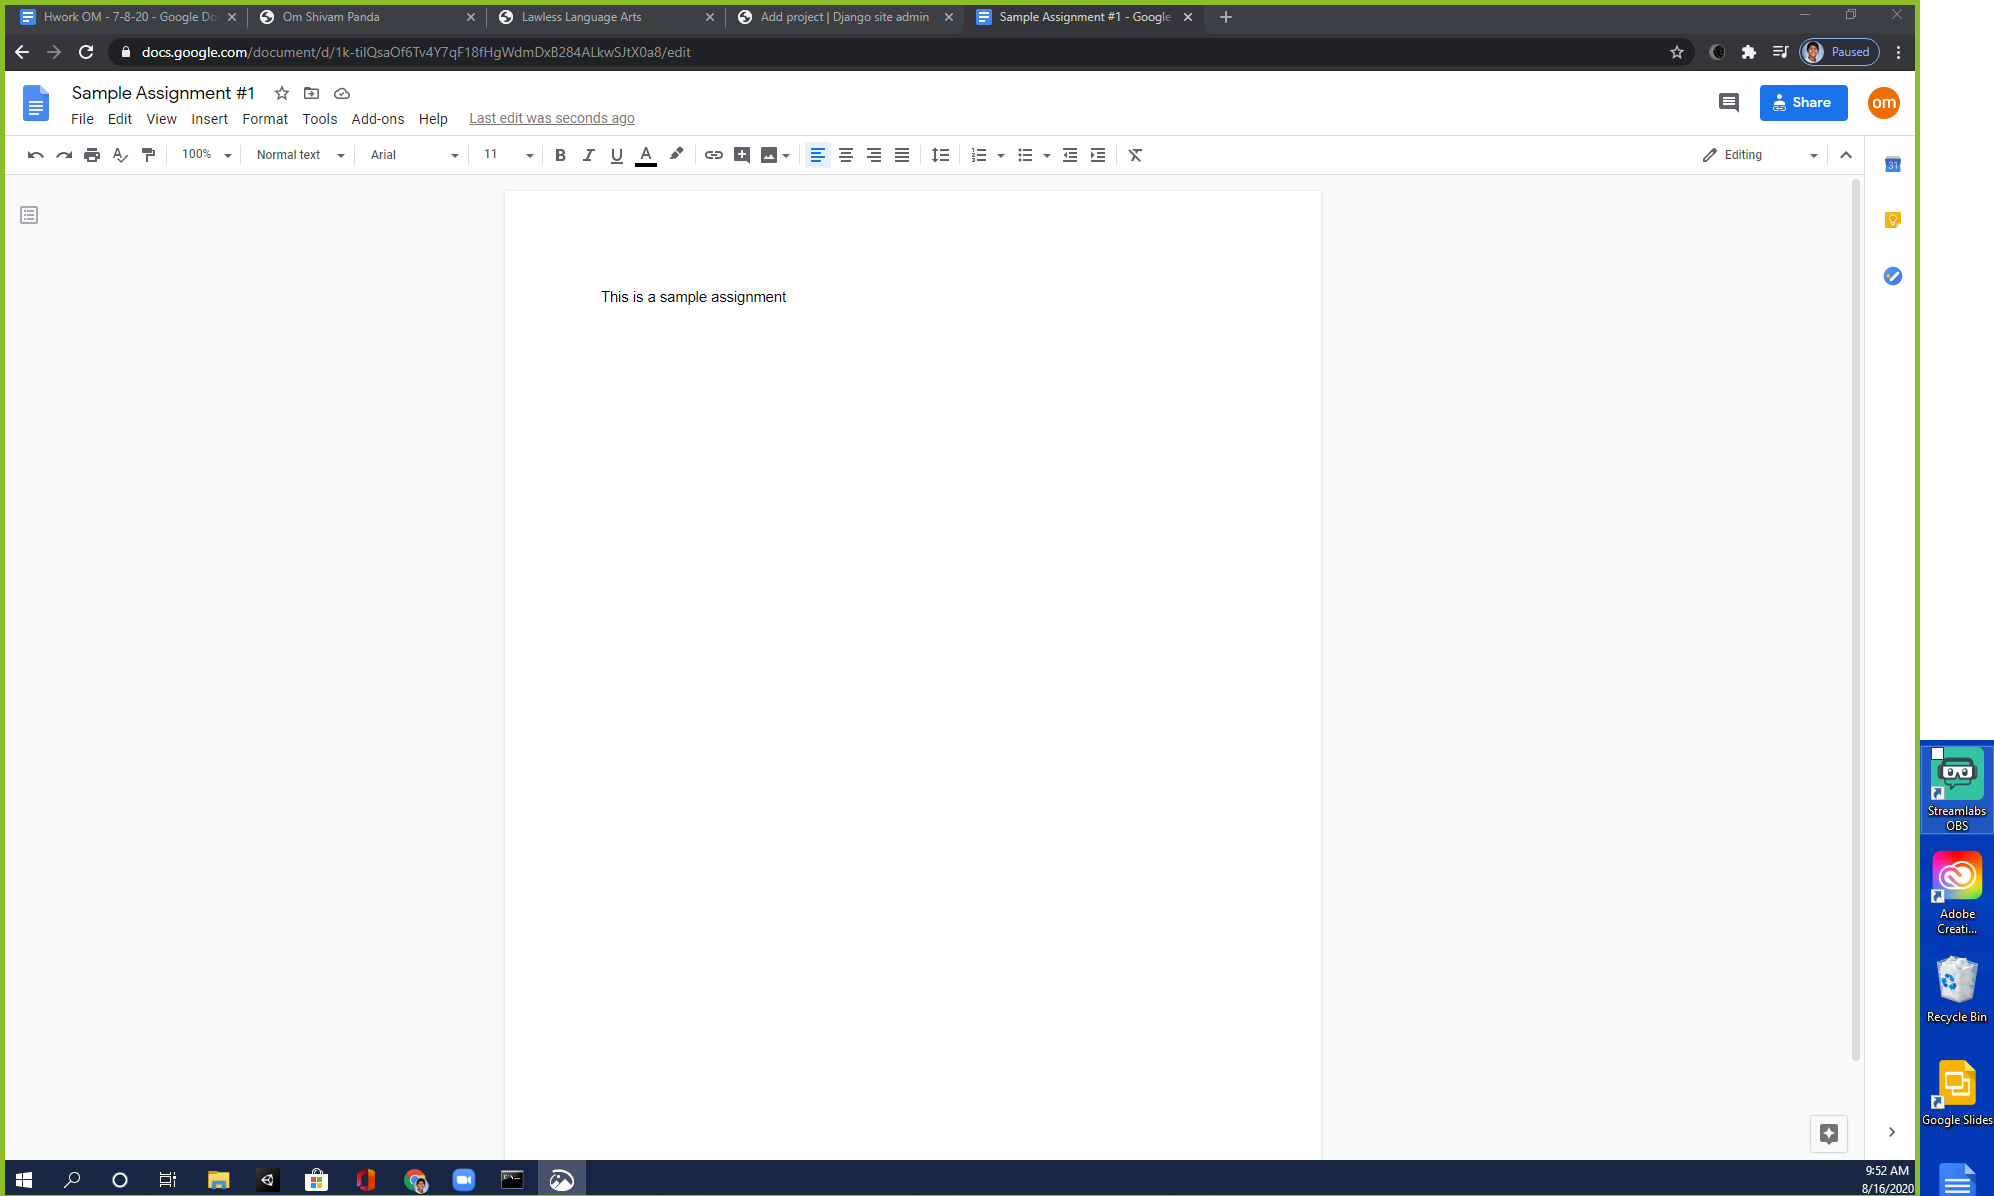 Hwork OM - 7-8-20 - Google Do
Om Shivam Panda
Lawless Language Arts
Add project | Django site admin
Sample Assignment #1 - Google
docs.google.com/document/d/1k-tilQsaOf6Tv4Y7qF18fHgWdmDxB284ALkwSJtX0a8/edit
Paused
Sample Assignment #1
File Edit View Insert Format Tools Add-ons Help Last edit was seconds ago
Share
om
100% Normal text Arial 11 B I U A Editing
31
This is a sample assignment
Streamlabs
OBS
Adobe
Creati...
Recycle Bin
Google Slides
9:52 AM
8/16/2020